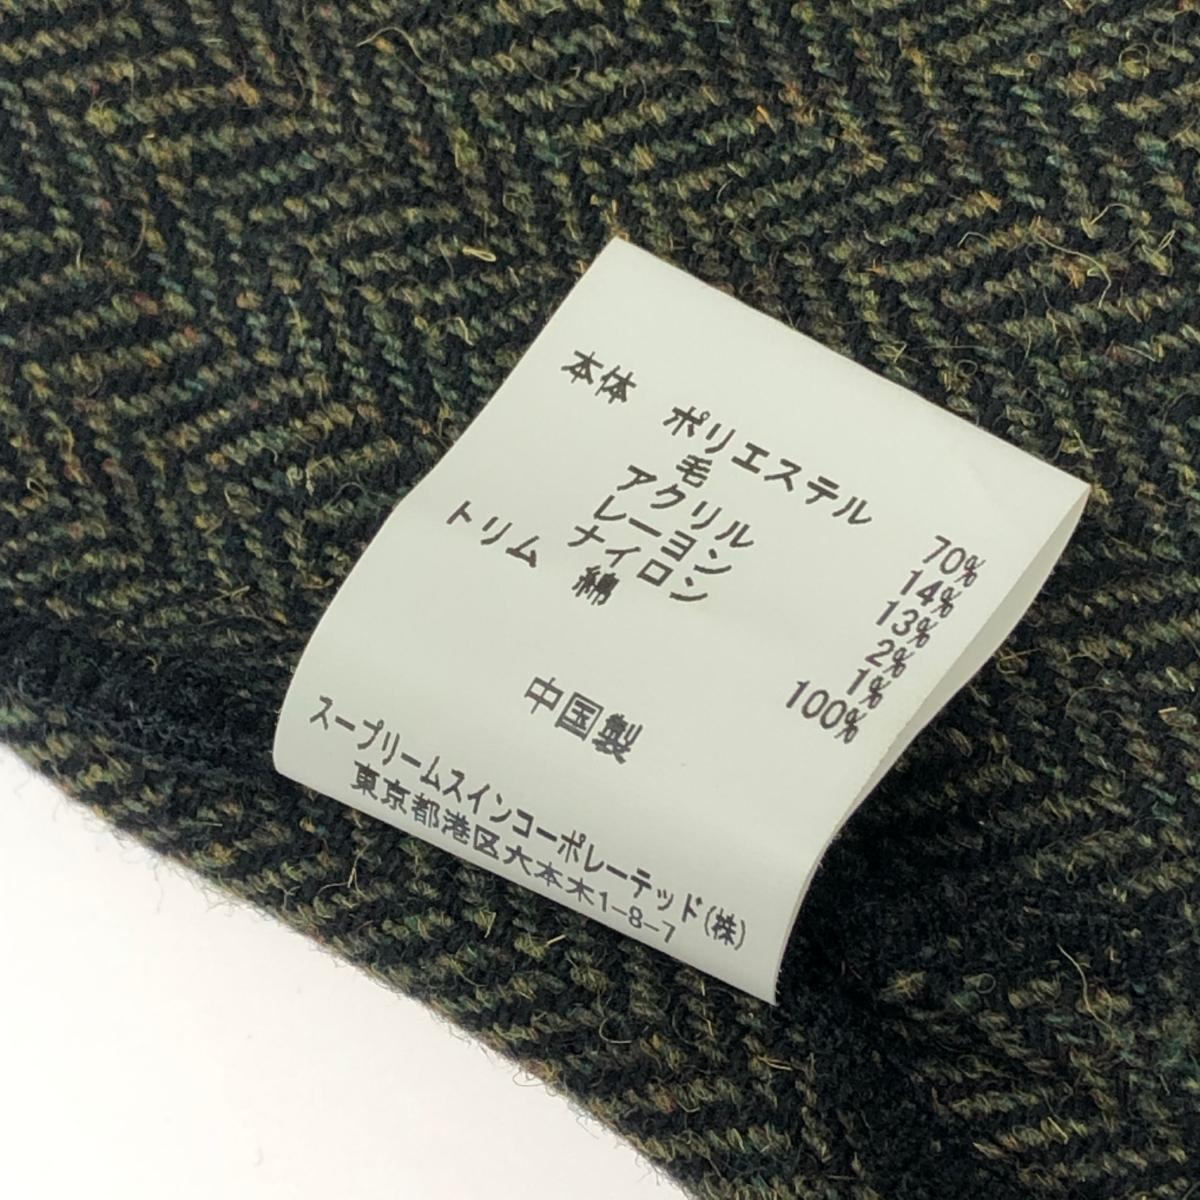 本体 ポリエステル 70%
毛 14%
アクリル 13%
レーヨン 2%
ナイロン 1%
トリム 綿 100%
中国製
スープリームスインコーポレーテッド(株)
東京都港区大本木1-8-7